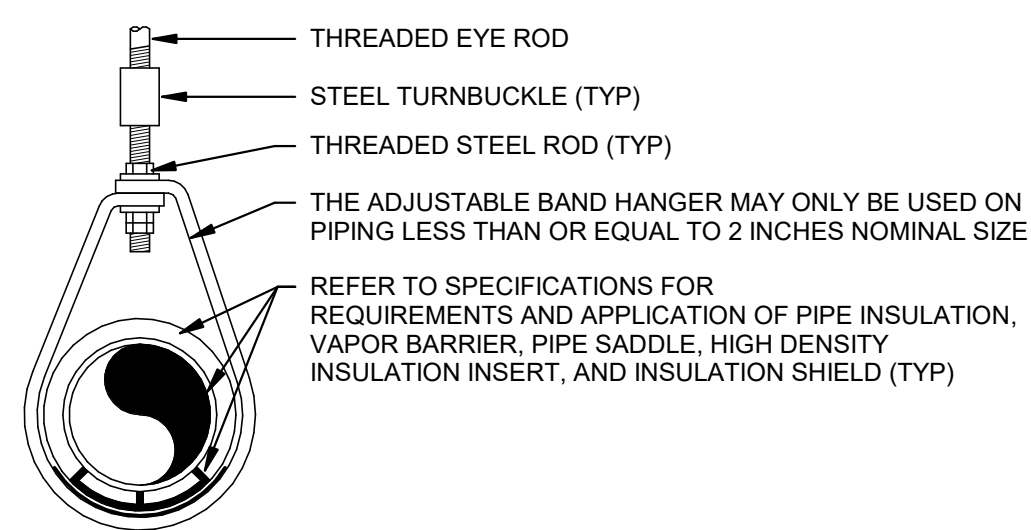 THREADED EYE ROD
STEEL TURNBUCKLE (TYP)
THREADED STEEL ROD (TYP)
THE ADJUSTABLE BAND HANGER MAY ONLY BE USED ON
PIPING LESS THAN OR EQUAL TO 2 INCHES NOMINAL SIZE
REFER TO SPECIFICATIONS FOR
REQUIREMENTS AND APPLICATION OF PIPE INSULATION,
VAPOR BARRIER, PIPE SADDLE, HIGH DENSITY
INSULATION INSERT, AND INSULATION SHIELD (TYP)